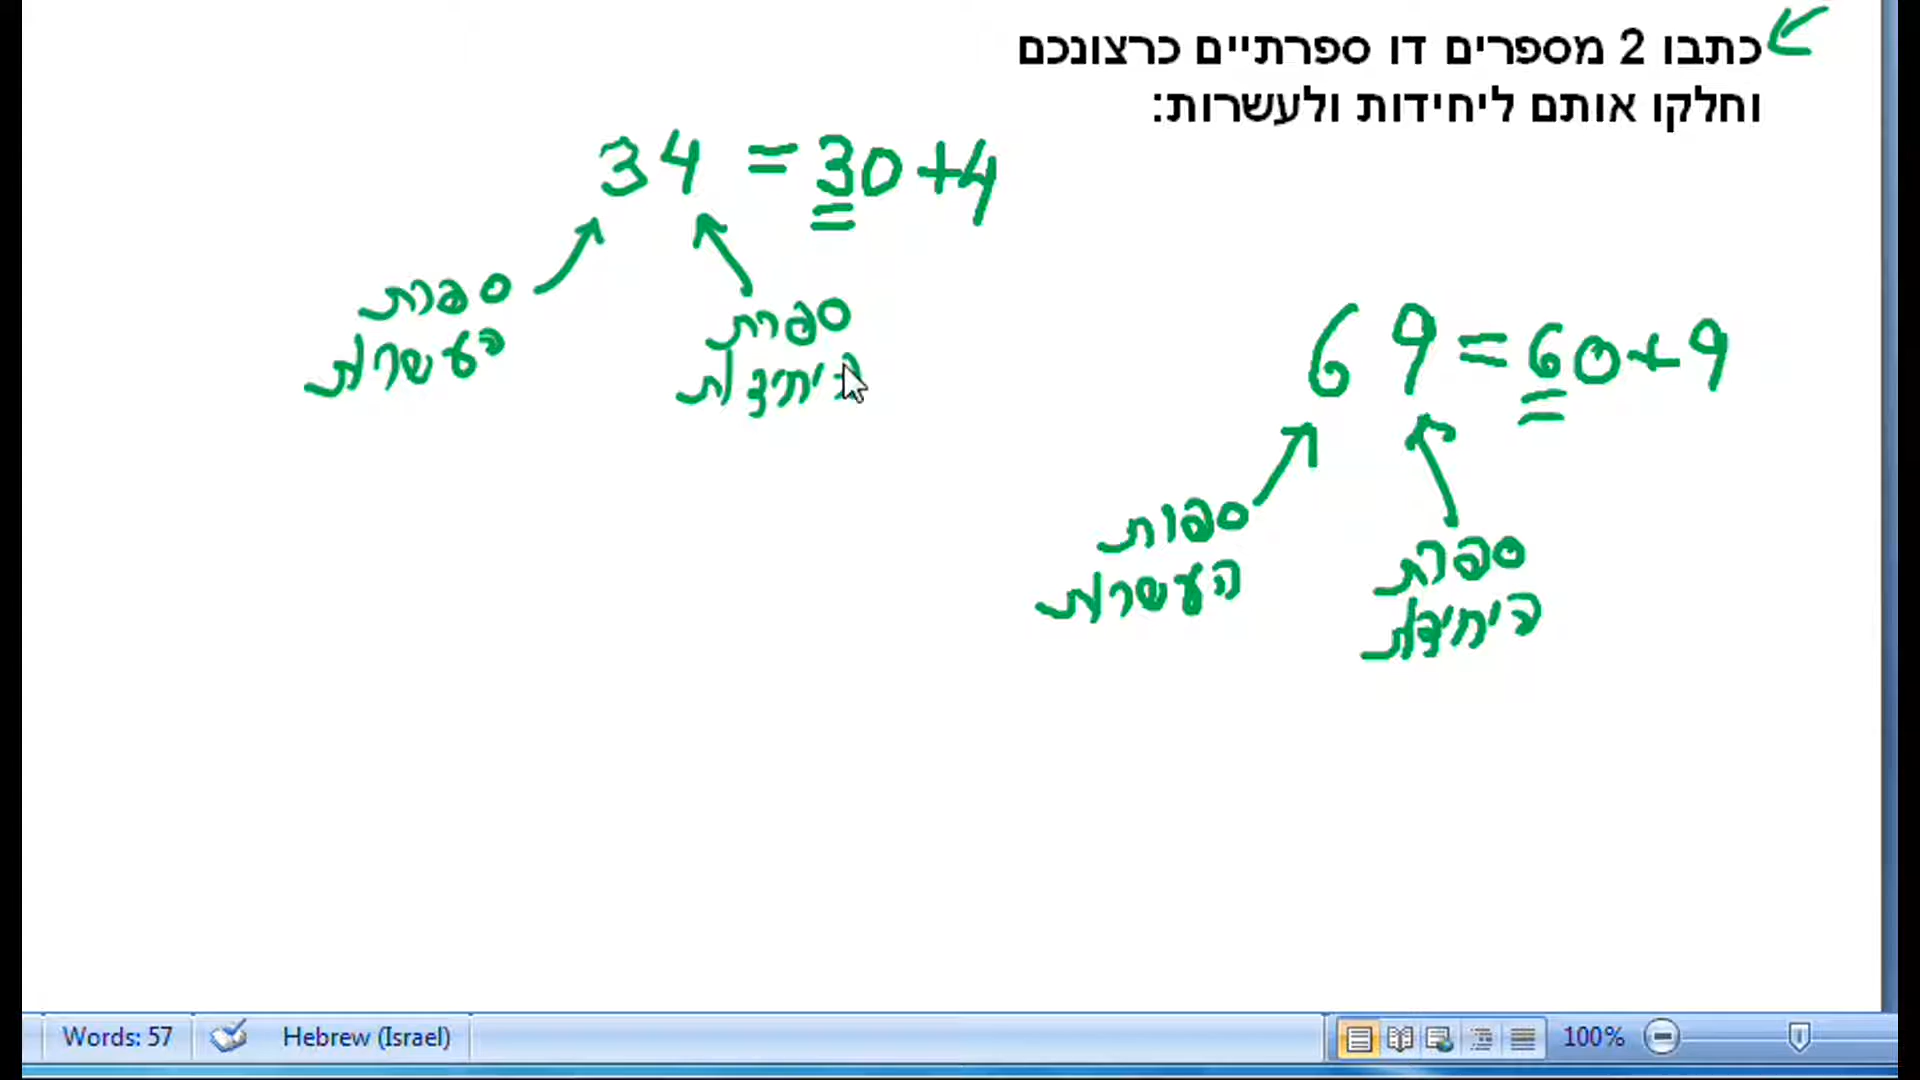 כתבו 2 מספרים דו ספרתיים כרצונכם
וחלקו אותם ליחידות ולעשרות:
34 = 30+4
ספרת
העשרות
ספרת
היחידות
69 = 60+9
ספרת
העשרות
ספרת
היחידות
Words: 57
Hebrew (Israel)
100%